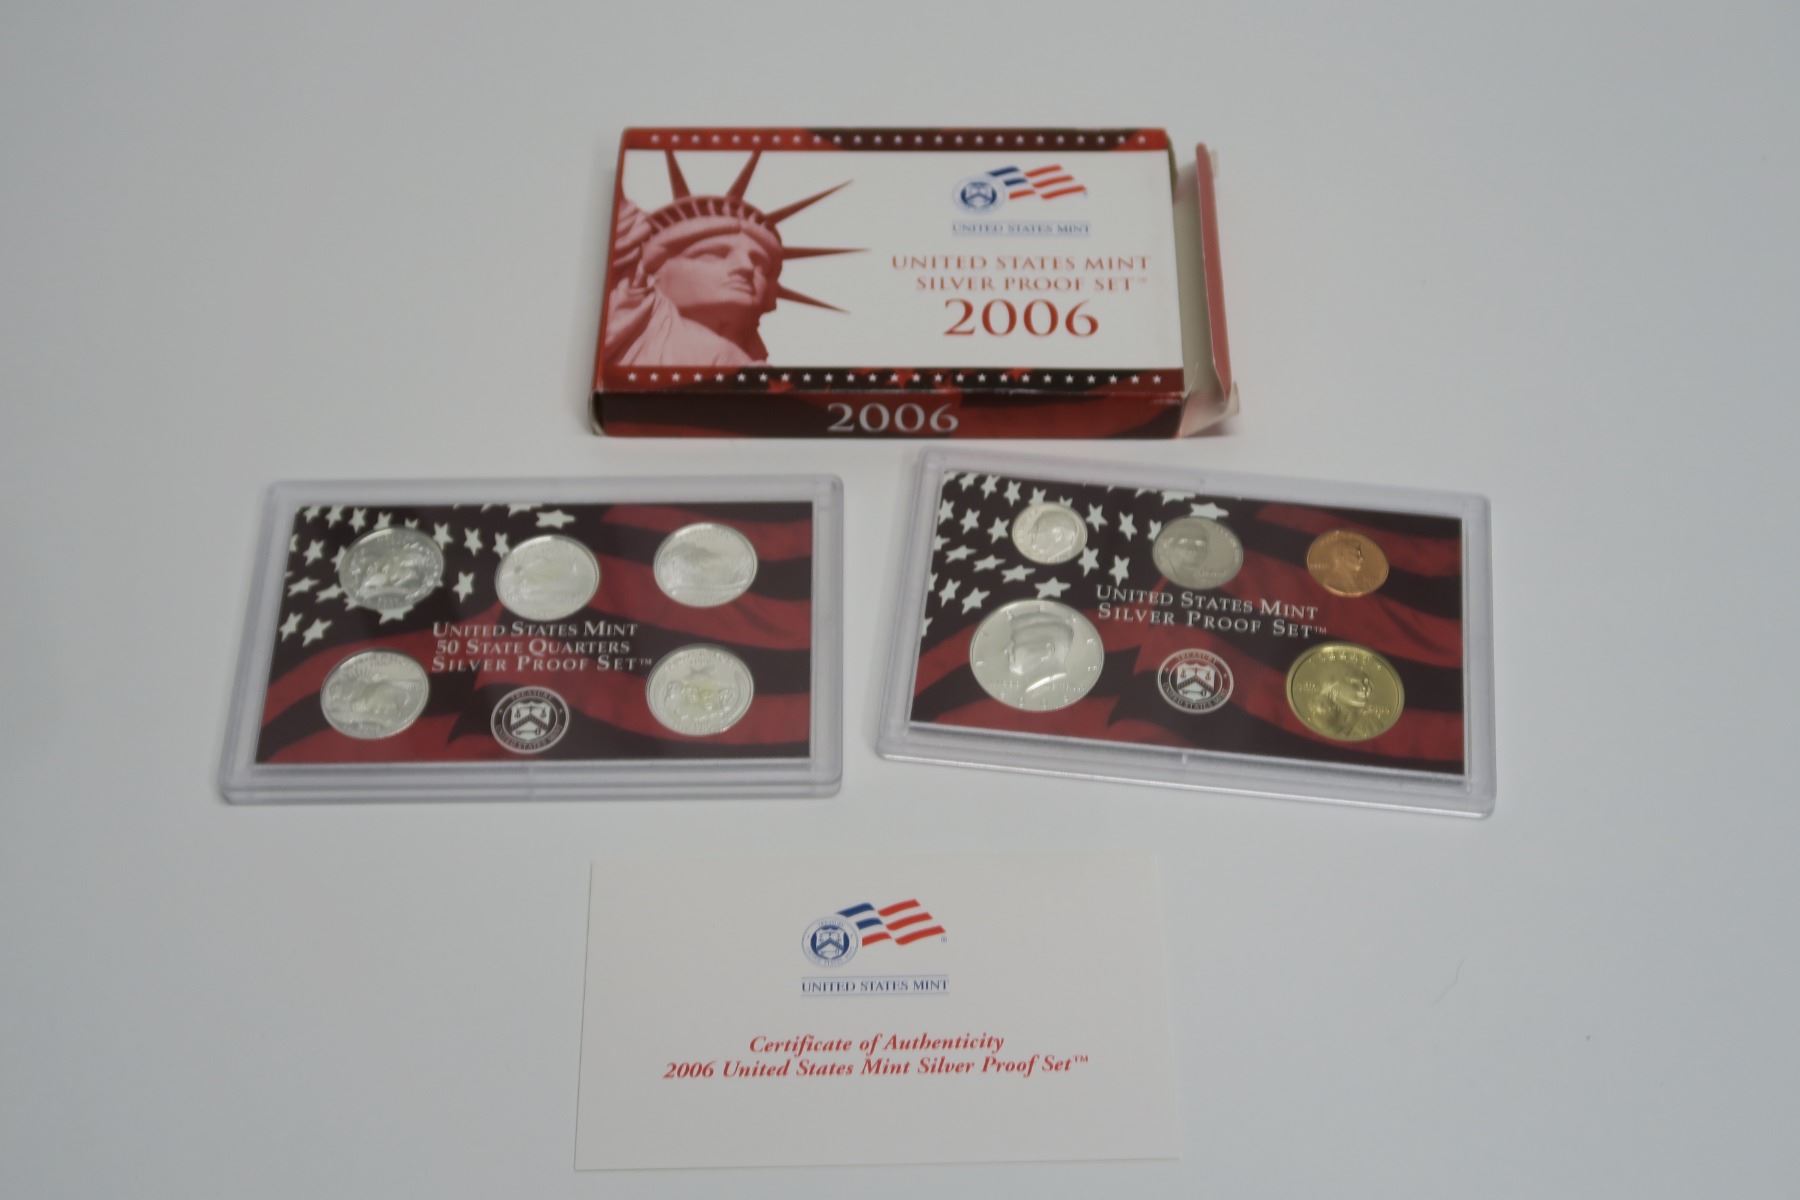 UNITED STATES MINT
UNITED STATES MINT
SILVER PROOF SET™
2006
2006
UNITED STATES MINT
50 STATE QUARTERS
SILVER PROOF SET™
UNITED STATES MINT
SILVER PROOF SET™
UNITED STATES MINT
Certificate of Authenticity
2006 United States Mint Silver Proof Set™